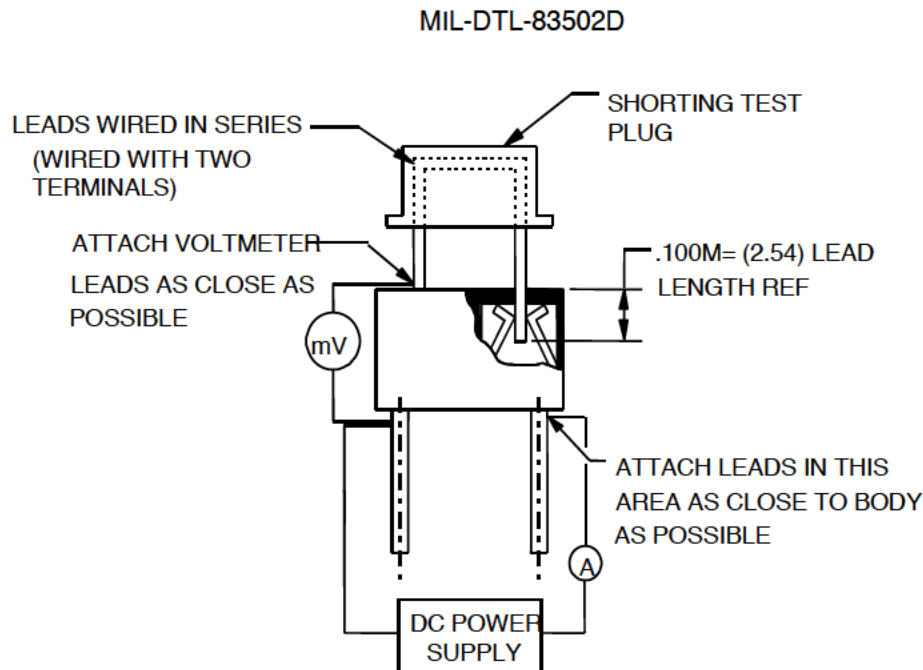 MIL-DTL-83502D
SHORTING TEST
PLUG
LEADS WIRED IN SERIES
(WIRED WITH TWO
TERMINALS)
ATTACH VOLTMETER
LEADS AS CLOSE AS
POSSIBLE
.100M= (2.54) LEAD
LENGTH REF
mV
ATTACH LEADS IN THIS
AREA AS CLOSE TO BODY
AS POSSIBLE
A
DC POWER
SUPPLY